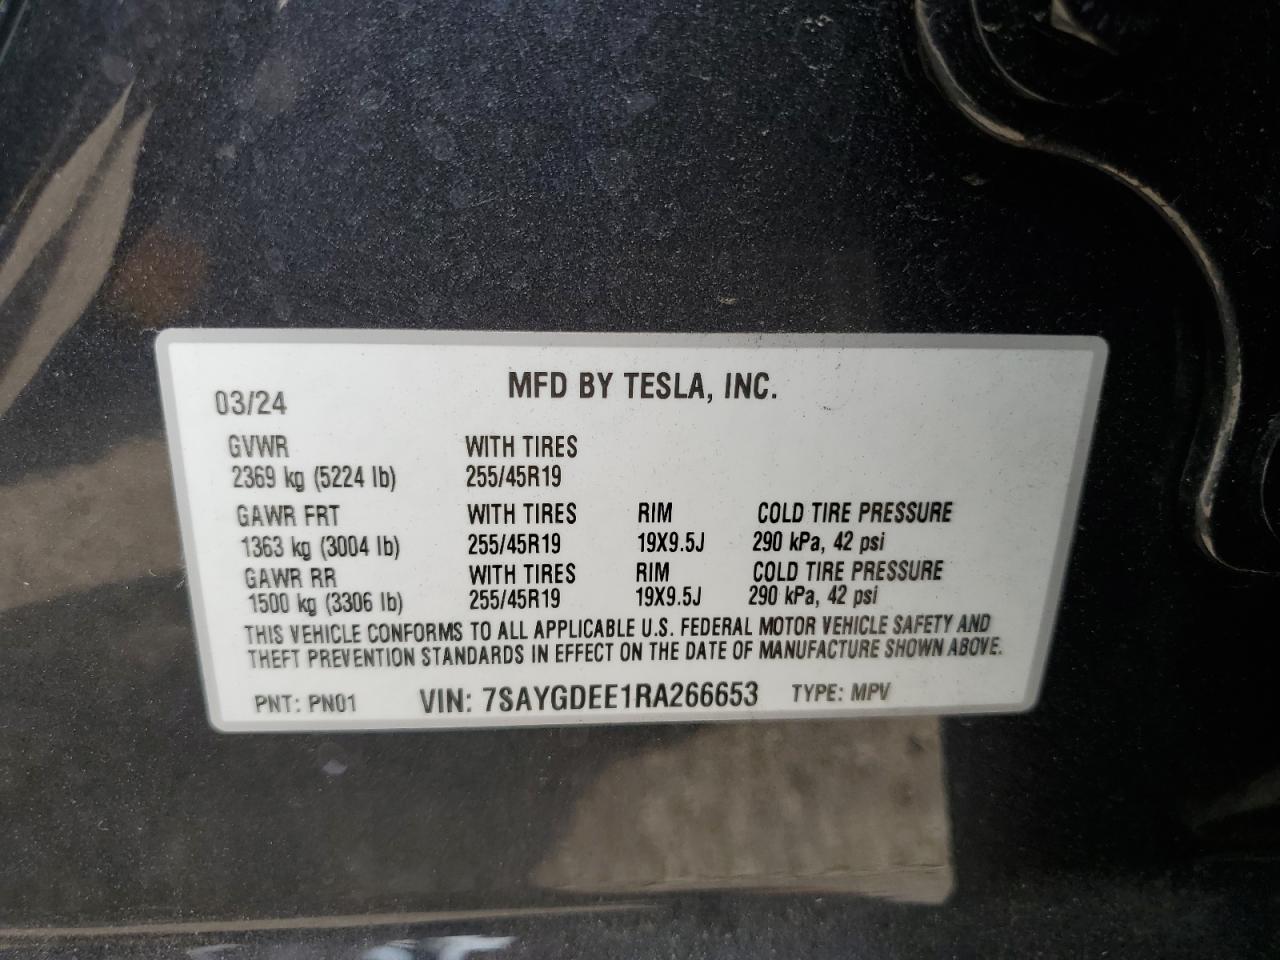 MFD BY TESLA, INC.
03/24
GVWR WITH TIRES
2369 kg (5224 lb) 255/45R19
GAWR FRT WITH TIRES RIM COLD TIRE PRESSURE
1363 kg (3004 lb) 255/45R19 19X9.5J 290 kPa, 42 psi
GAWR RR WITH TIRES RIM COLD TIRE PRESSURE
1500 kg (3306 lb) 255/45R19 19X9.5J 290 kPa, 42 psi
THIS VEHICLE CONFORMS TO ALL APPLICABLE U.S. FEDERAL MOTOR VEHICLE SAFETY AND
THEFT PREVENTION STANDARDS IN EFFECT ON THE DATE OF MANUFACTURE SHOWN ABOVE.
PNT: PN01 VIN: 7SAYGDEE1RA266653 TYPE: MPV